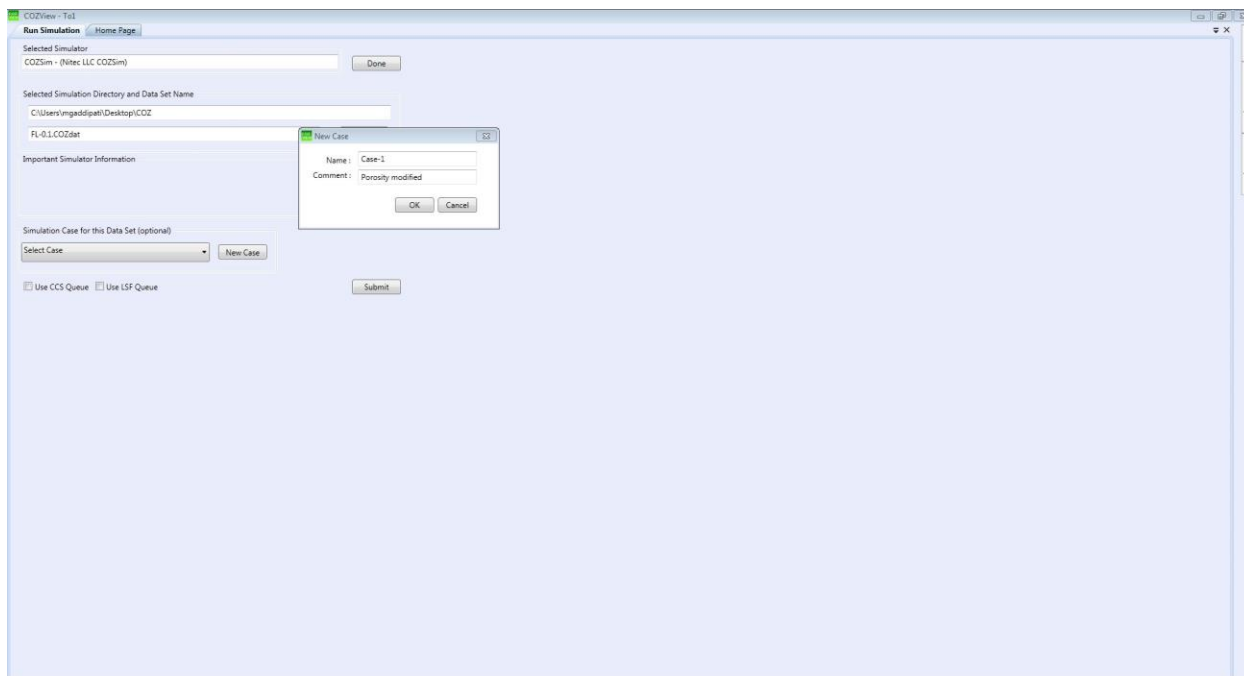 COZView - To1
Run Simulation Home Page
Selected Simulator
COZSim - (Nitec LLC COZSim)
Done
Selected Simulation Directory and Data Set Name
C:\Users\mgaddipati\Desktop\COZ
FL-0.1.COZdat
New Case
Name : Case-1
Comment : Porosity modified
OK Cancel
Important Simulator Information
Simulation Case for this Data Set (optional)
Select Case New Case
Use CCS Queue Use LSF Queue
Submit